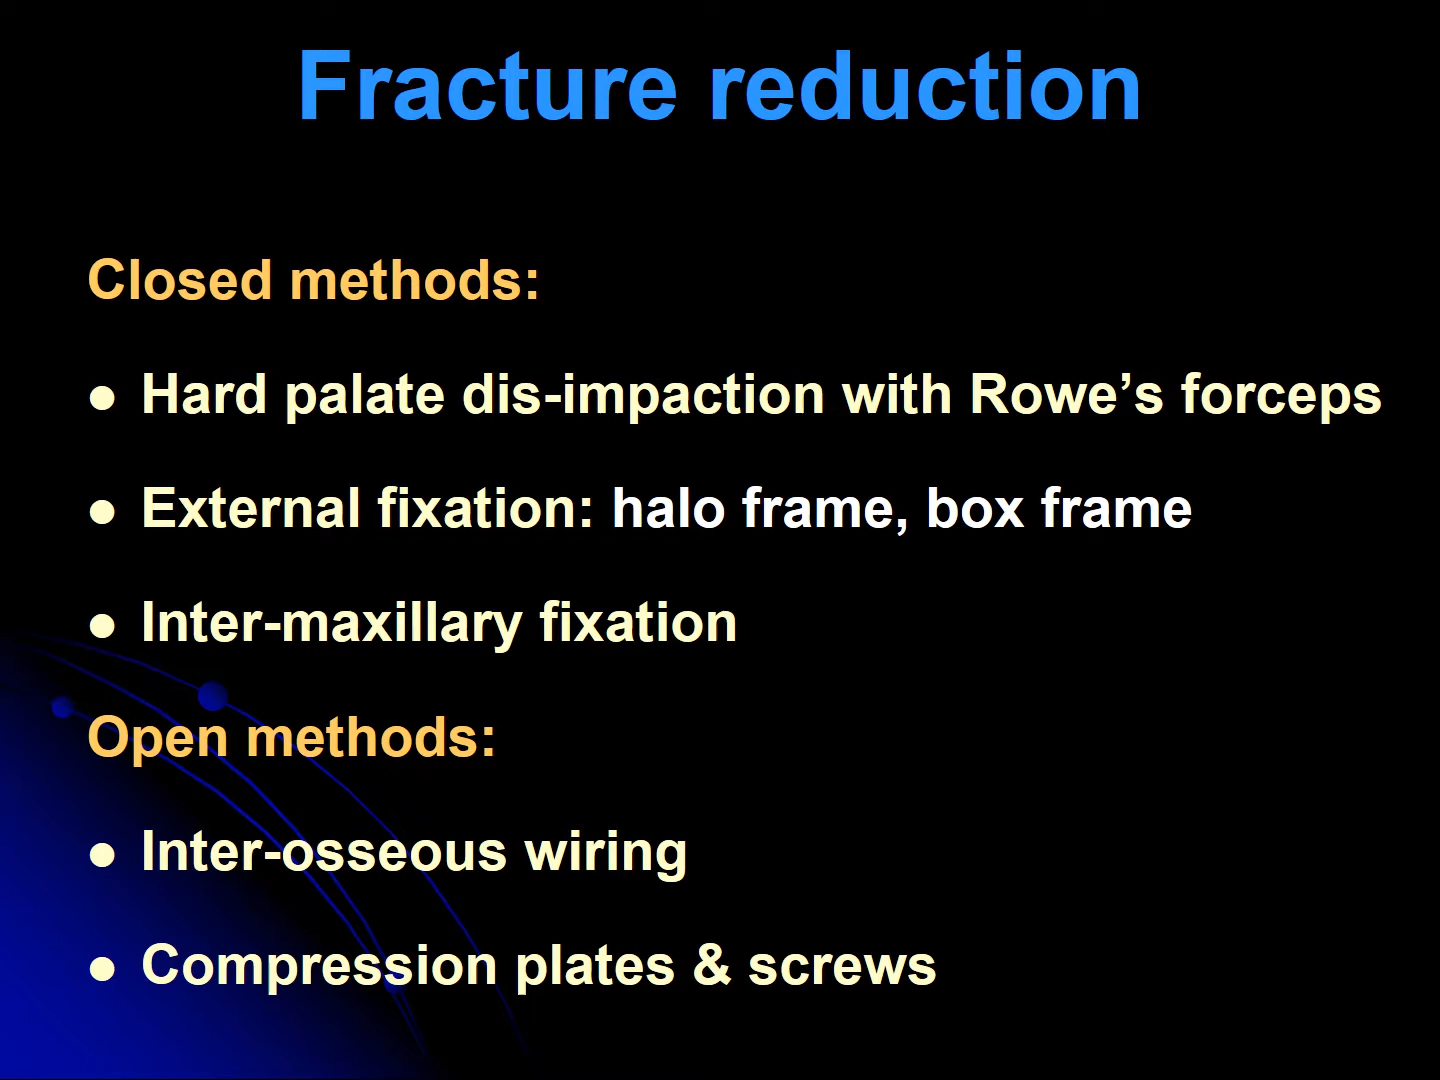 Fracture reduction
Closed methods:
● Hard palate dis-impaction with Rowe’s forceps
● External fixation: halo frame, box frame
● Inter-maxillary fixation
Open methods:
● Inter-osseous wiring
● Compression plates & screws